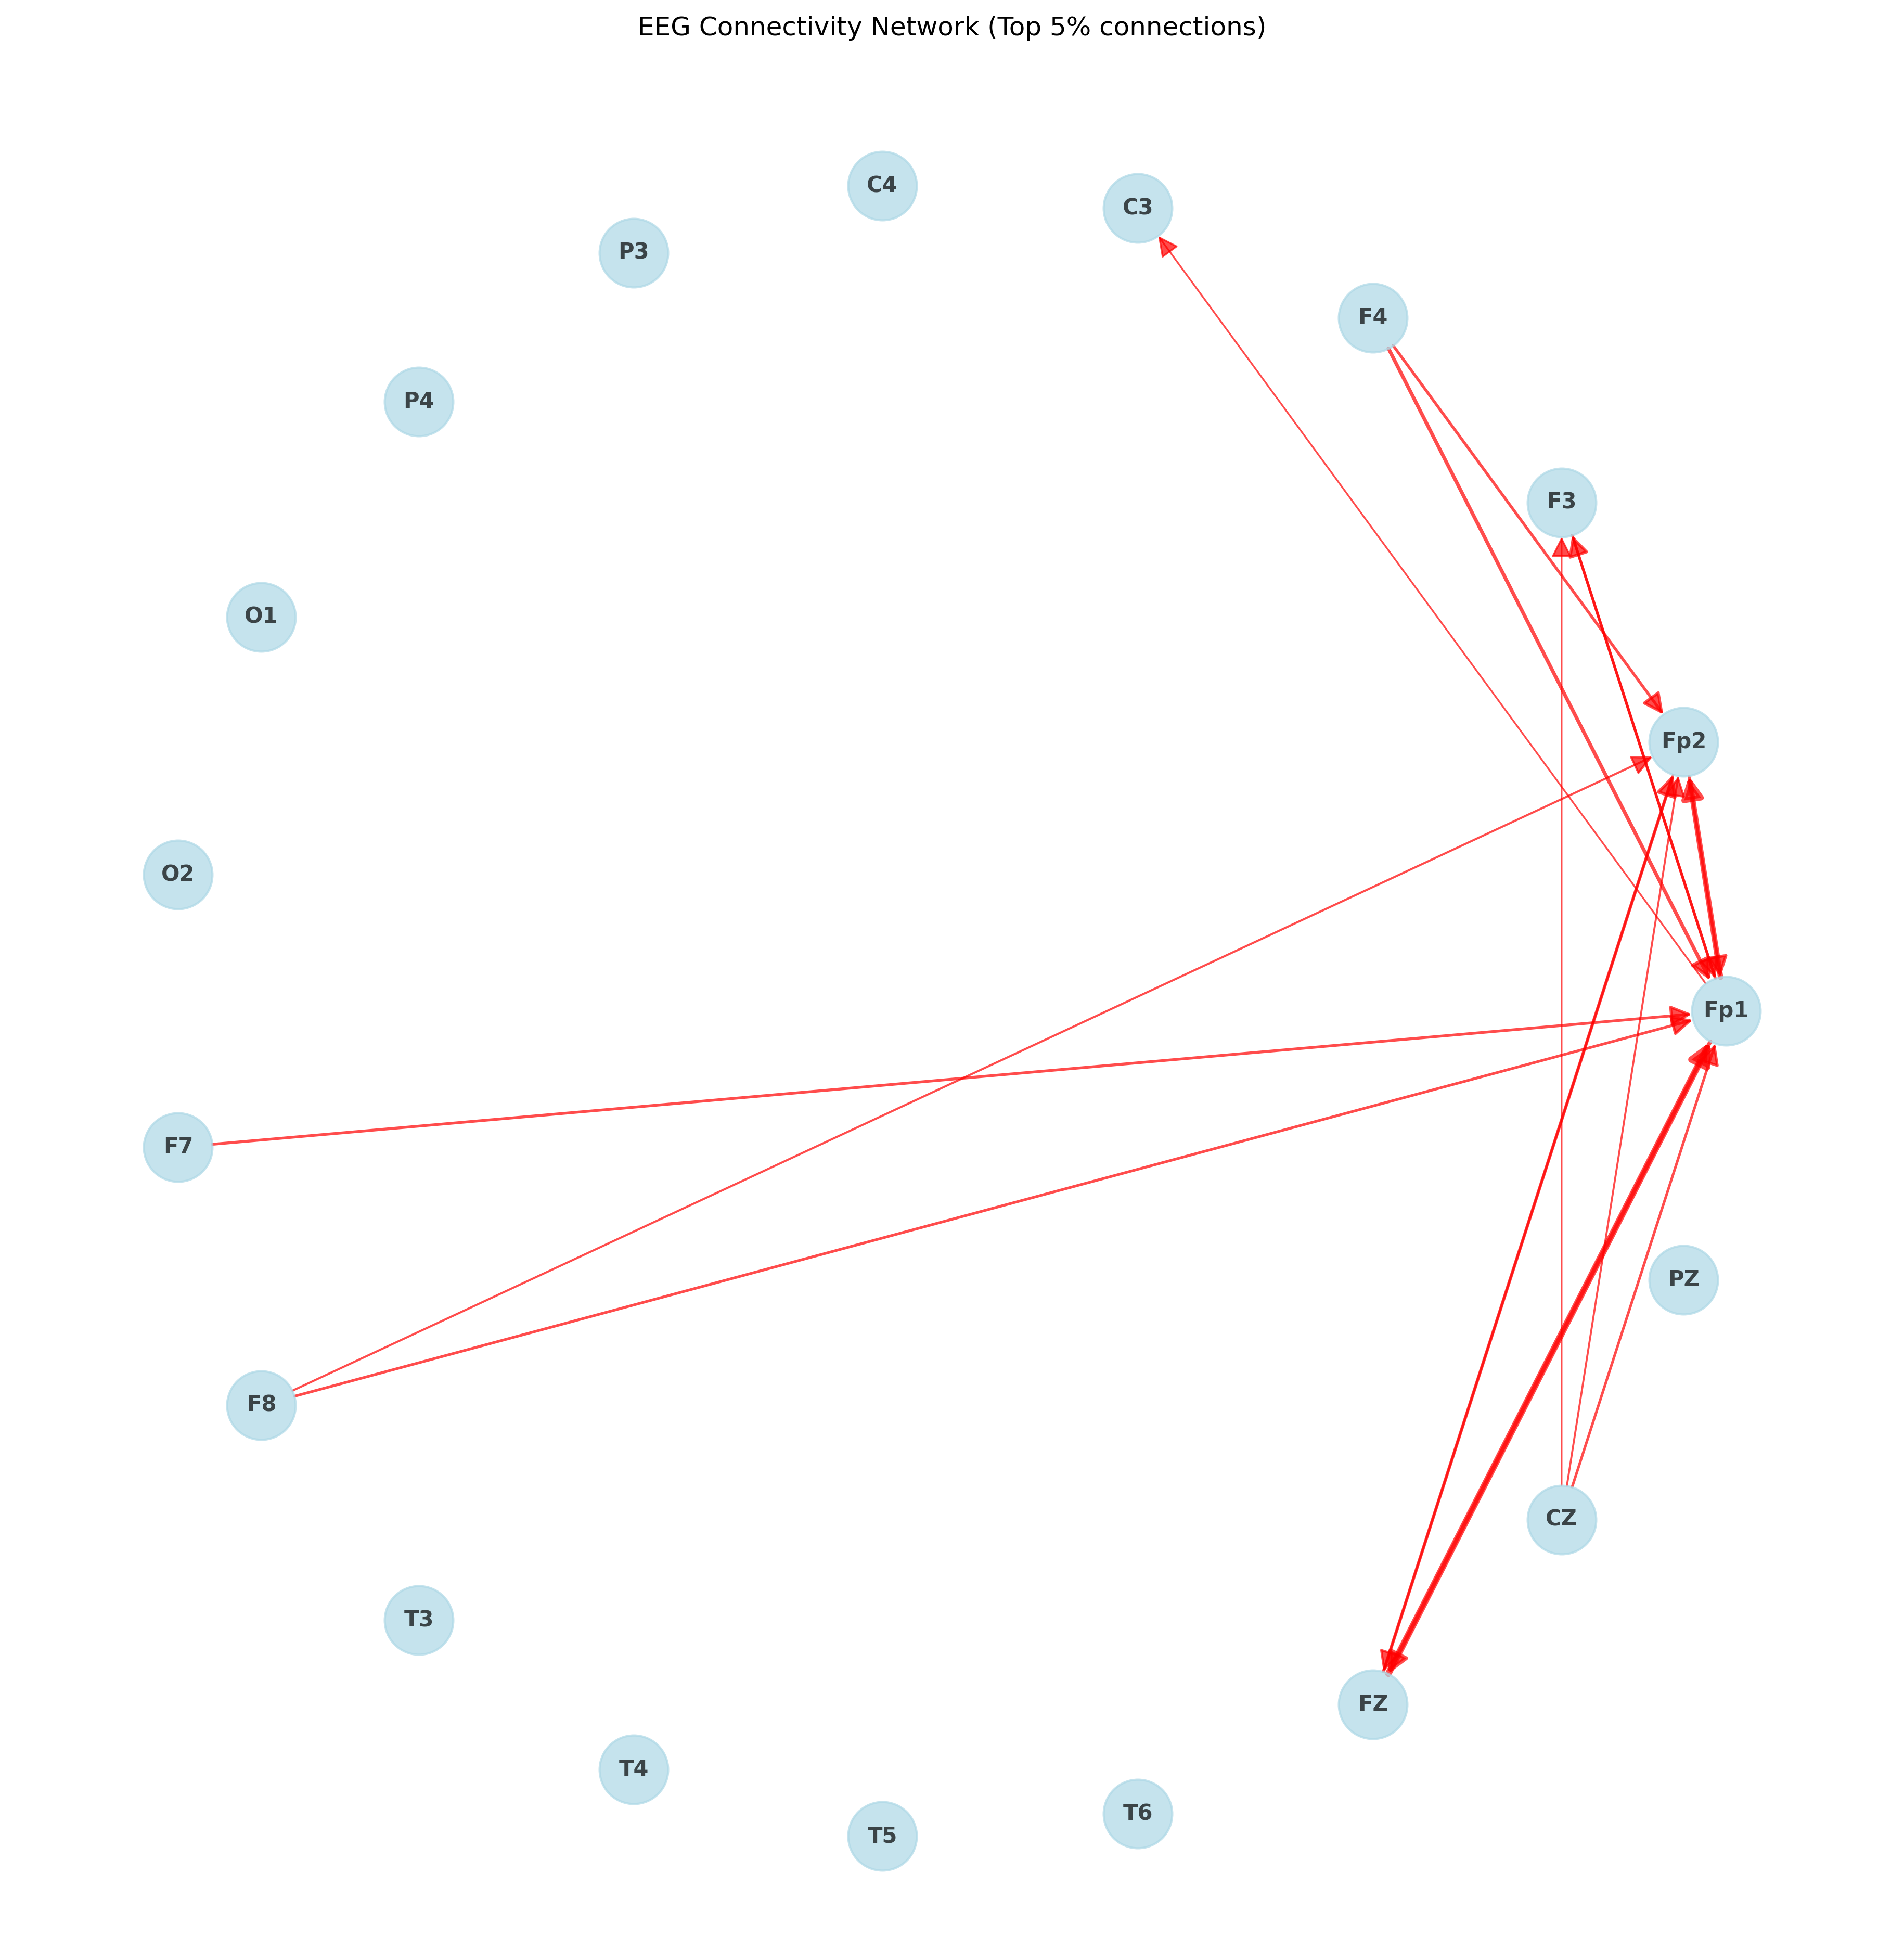 EEG Connectivity Network (Top 5% connections)
C4
C3
P3
F4
P4
F3
O1
Fp2
O2
Fp1
F7
PZ
F8
CZ
T3
FZ
T4
T6
T5